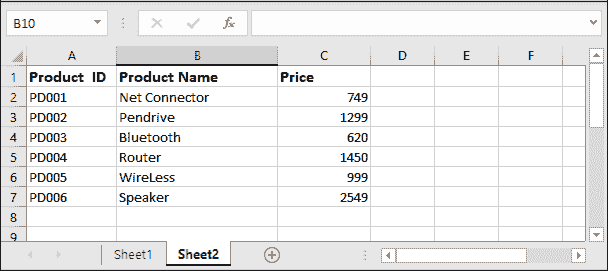 B10 fx
A B C D E F
1 Product ID Product Name Price
2 PD001 Net Connector 749
3 PD002 Pendrive 1299
4 PD003 Bluetooth 620
5 PD004 Router 1450
6 PD005 WireLess 999
7 PD006 Speaker 2549
8
9
Sheet1 Sheet2